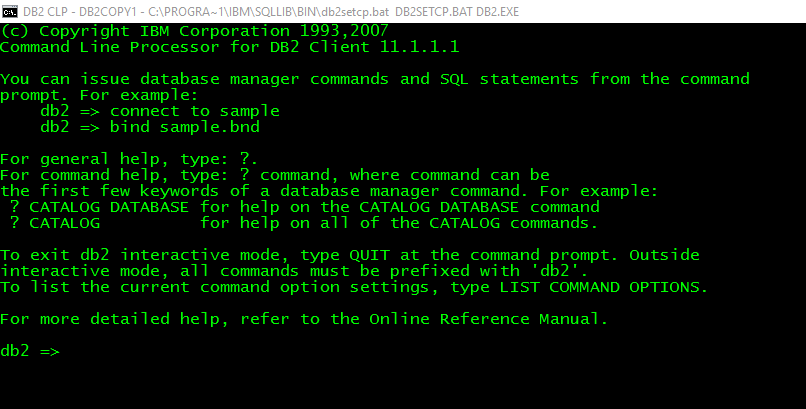 DB2 CLP - DB2COPY1 - C:\PROGRA~1\IBM\SQLLIB\BIN\db2setcp.bat  DB2SETCP.BAT DB2.EXE
(c) Copyright IBM Corporation 1993,2007
Command Line Processor for DB2 Client 11.1.1.1
You can issue database manager commands and SQL statements from the command
prompt. For example:
    db2 => connect to sample
    db2 => bind sample.bnd
For general help, type: ?.
For command help, type: ? command, where command can be
the first few keywords of a database manager command. For example:
 ? CATALOG DATABASE for help on the CATALOG DATABASE command
 ? CATALOG          for help on all of the CATALOG commands.
To exit db2 interactive mode, type QUIT at the command prompt. Outside
interactive mode, all commands must be prefixed with 'db2'.
To list the current command option settings, type LIST COMMAND OPTIONS.
For more detailed help, refer to the Online Reference Manual.
db2 =>